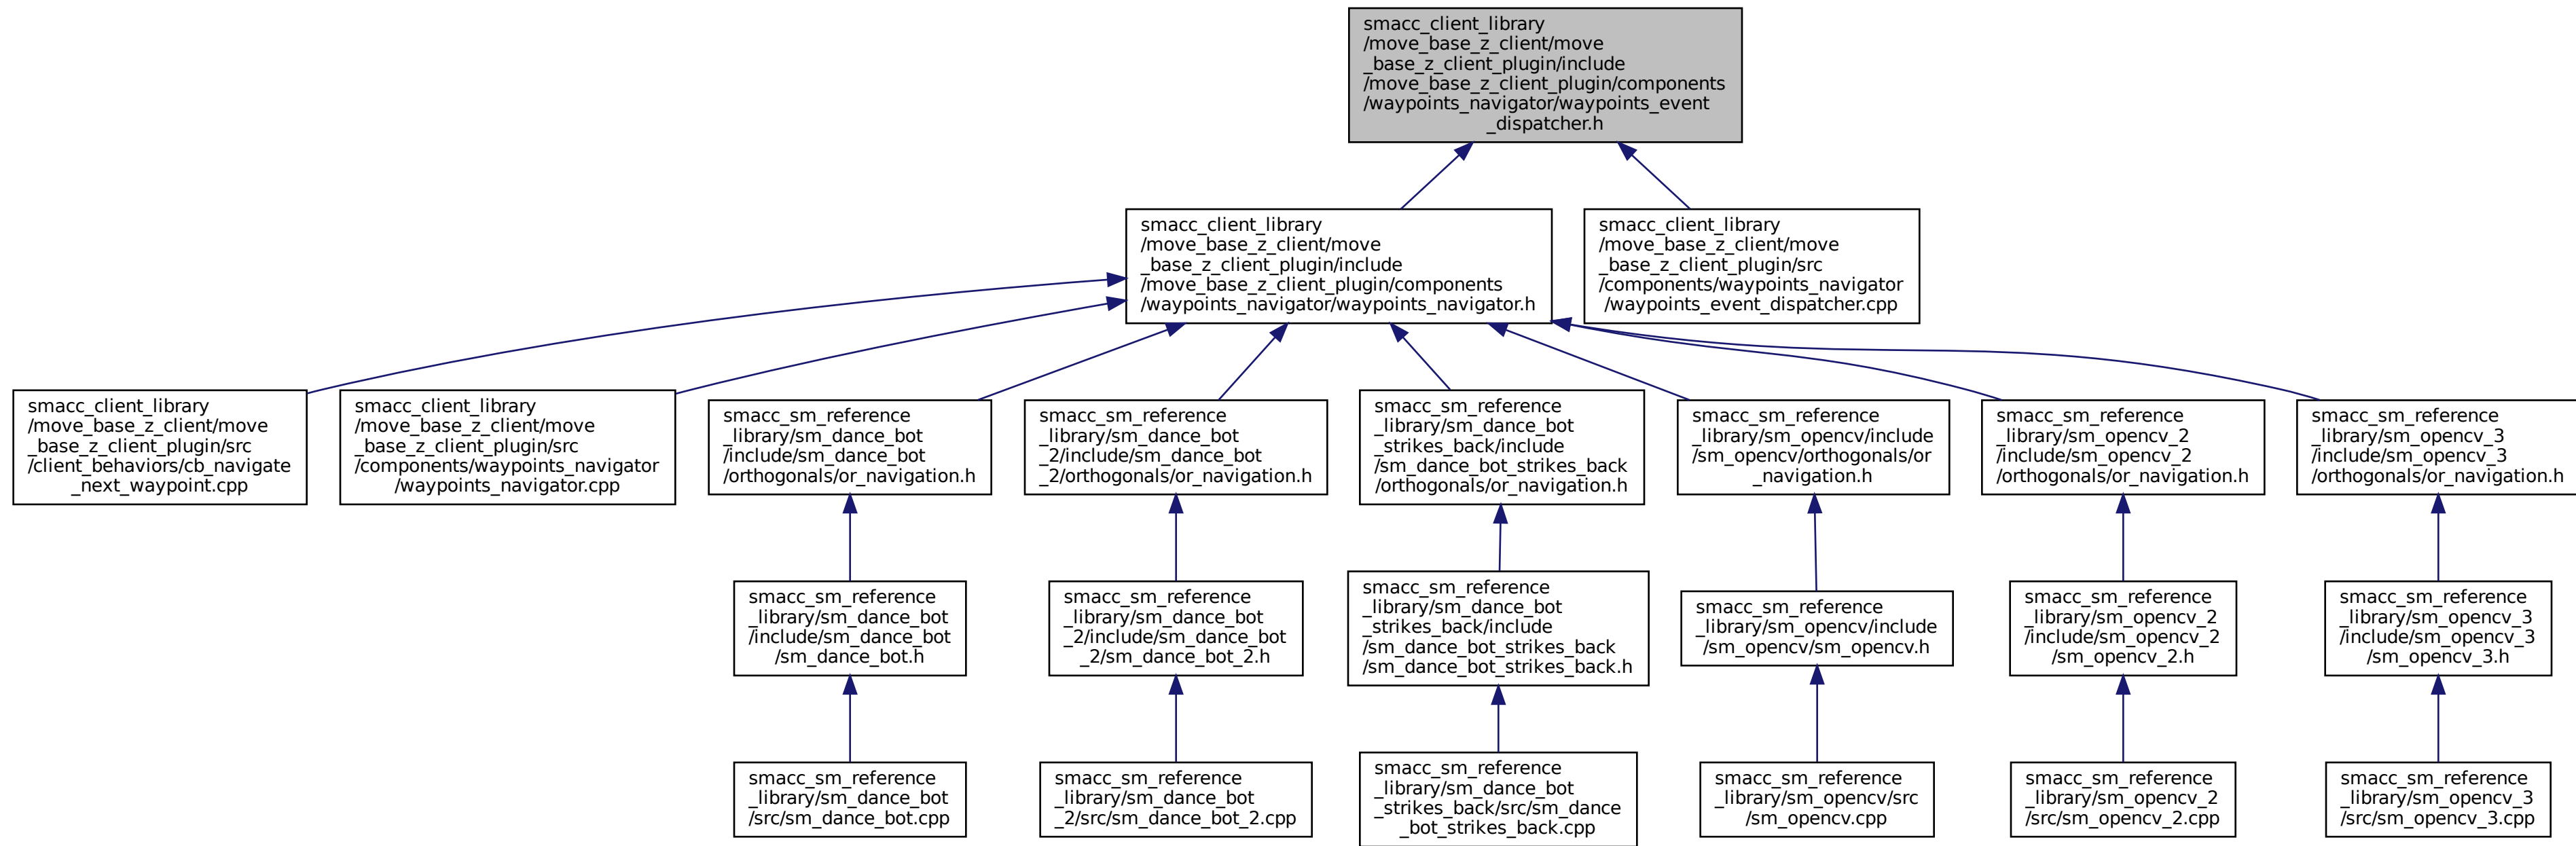 smacc_client_library
/move_base_z_client/move
_base_z_client_plugin/include
/move_base_z_client_plugin/components
/waypoints_navigator/waypoints_event
_dispatcher.h
smacc_client_library
/move_base_z_client/move
_base_z_client_plugin/include
/move_base_z_client_plugin/components
/waypoints_navigator/waypoints_navigator.h
smacc_client_library
/move_base_z_client/move
_base_z_client_plugin/src
/components/waypoints_navigator
/waypoints_event_dispatcher.cpp
smacc_client_library
/move_base_z_client/move
_base_z_client_plugin/src
/client_behaviors/cb_navigate
_next_waypoint.cpp
smacc_client_library
/move_base_z_client/move
_base_z_client_plugin/src
/components/waypoints_navigator
/waypoints_navigator.cpp
smacc_sm_reference
_library/sm_dance_bot
/include/sm_dance_bot
/orthogonals/or_navigation.h
smacc_sm_reference
_library/sm_dance_bot
_2/include/sm_dance_bot
_2/orthogonals/or_navigation.h
smacc_sm_reference
_library/sm_dance_bot
_strikes_back/include
/sm_dance_bot_strikes_back
/orthogonals/or_navigation.h
smacc_sm_reference
_library/sm_opencv/include
/sm_opencv/orthogonals/or
_navigation.h
smacc_sm_reference
_library/sm_opencv_2
/include/sm_opencv_2
/orthogonals/or_navigation.h
smacc_sm_reference
_library/sm_opencv_3
/include/sm_opencv_3
/orthogonals/or_navigation.h
smacc_sm_reference
_library/sm_dance_bot
/include/sm_dance_bot
/sm_dance_bot.h
smacc_sm_reference
_library/sm_dance_bot
_2/include/sm_dance_bot
_2/sm_dance_bot_2.h
smacc_sm_reference
_library/sm_dance_bot
_strikes_back/include
/sm_dance_bot_strikes_back
/sm_dance_bot_strikes_back.h
smacc_sm_reference
_library/sm_opencv/include
/sm_opencv/sm_opencv.h
smacc_sm_reference
_library/sm_opencv_2
/include/sm_opencv_2
/sm_opencv_2.h
smacc_sm_reference
_library/sm_opencv_3
/include/sm_opencv_3
/sm_opencv_3.h
smacc_sm_reference
_library/sm_dance_bot
/src/sm_dance_bot.cpp
smacc_sm_reference
_library/sm_dance_bot
_2/src/sm_dance_bot_2.cpp
smacc_sm_reference
_library/sm_dance_bot
_strikes_back/src/sm_dance
_bot_strikes_back.cpp
smacc_sm_reference
_library/sm_opencv/src
/sm_opencv.cpp
smacc_sm_reference
_library/sm_opencv_2
/src/sm_opencv_2.cpp
smacc_sm_reference
_library/sm_opencv_3
/src/sm_opencv_3.cpp